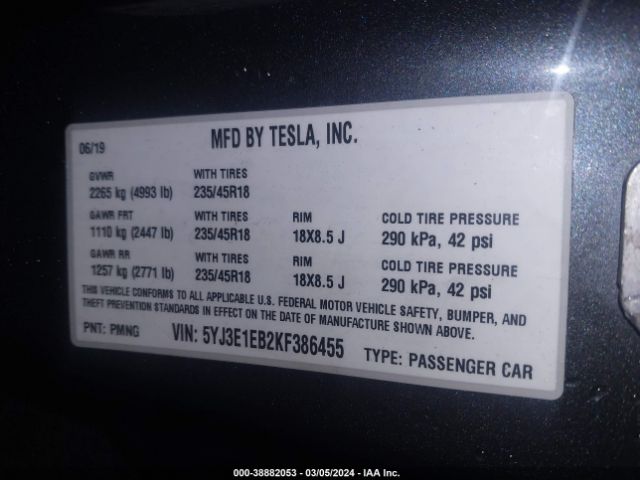 06/19 MFD BY TESLA, INC.
GVWR WITH TIRES
2265 kg (4993 lb) 235/45R18
GAWR FRT WITH TIRES RIM COLD TIRE PRESSURE
1110 kg (2447 lb) 235/45R18 18X8.5 J 290 kPa, 42 psi
GAWR RR WITH TIRES RIM COLD TIRE PRESSURE
1257 kg (2771 lb) 235/45R18 18X8.5 J 290 kPa, 42 psi
THIS VEHICLE CONFORMS TO ALL APPLICABLE U.S. FEDERAL MOTOR VEHICLE SAFETY, BUMPER, AND
THEFT PREVENTION STANDARDS IN EFFECT ON THE DATE OF MANUFACTURE SHOWN ABOVE.
PNT: PMNG VIN: 5YJ3E1EB2KF386455 TYPE: PASSENGER CAR
000-38882053 - 03/05/2024 - IAA Inc.